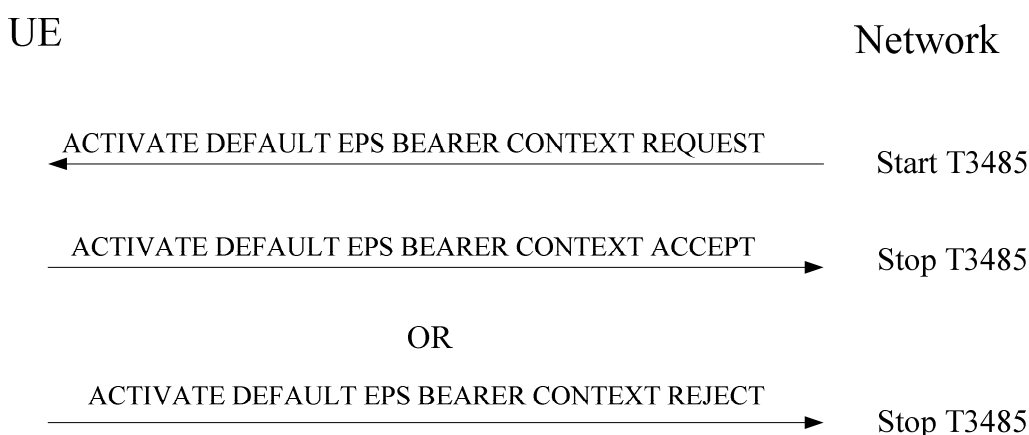 UE
Network
ACTIVATE DEFAULT EPS BEARER CONTEXT REQUEST
Start T3485
ACTIVATE DEFAULT EPS BEARER CONTEXT ACCEPT
Stop T3485
OR
ACTIVATE DEFAULT EPS BEARER CONTEXT REJECT
Stop T3485